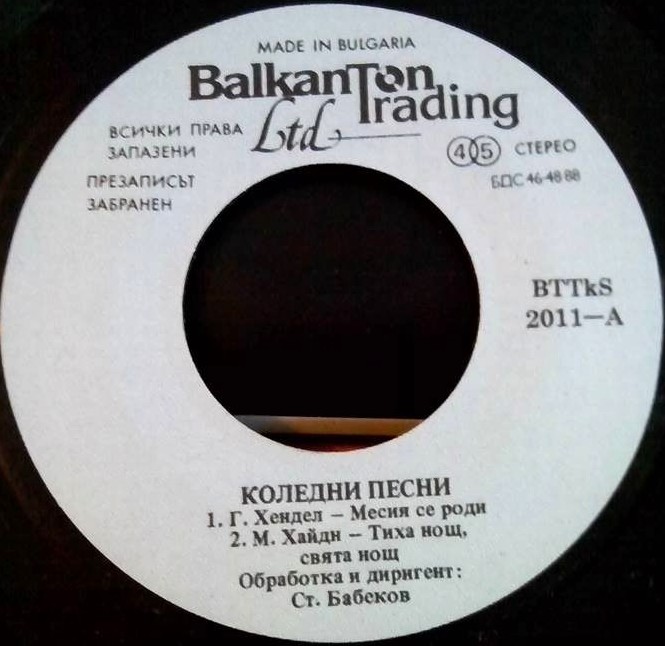 MADE IN BULGARIA
BalkanTon
Trading
Ltd
ВСИЧКИ ПРАВА
ЗАПАЗЕНИ
ПРЕЗАПИСЪТ
ЗАБРАНЕН
45 СТЕРЕО
БДС 46-48 88
BTTkS
2011—A
КОЛЕДНИ ПЕСНИ
1. Г. Хендел – Месия се роди
2. М. Хайдн – Тиха нощ,
свята нощ
Обработка и диригент:
Ст. Бабеков